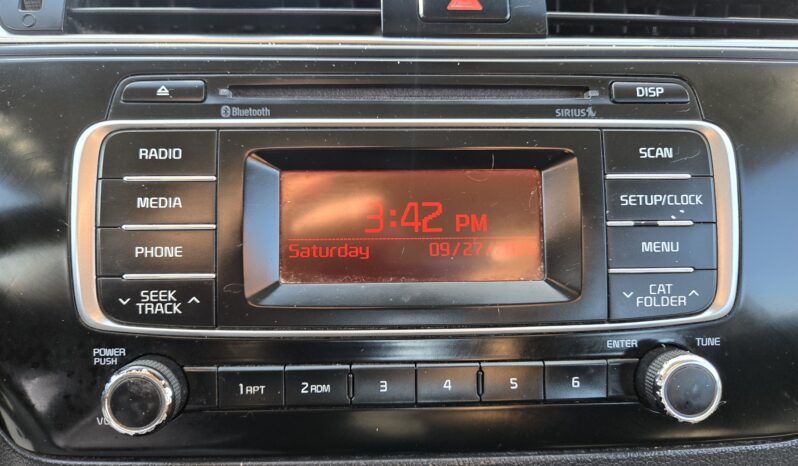 DISP
Bluetooth SIRIUS
RADIO SCAN
MEDIA SETUP/CLOCK
PHONE MENU
SEEK TRACK CAT FOLDER
3:42 PM
Saturday 09/27/
POWER PUSH ENTER TUNE
1 RPT 2 RDM 3 4 5 6